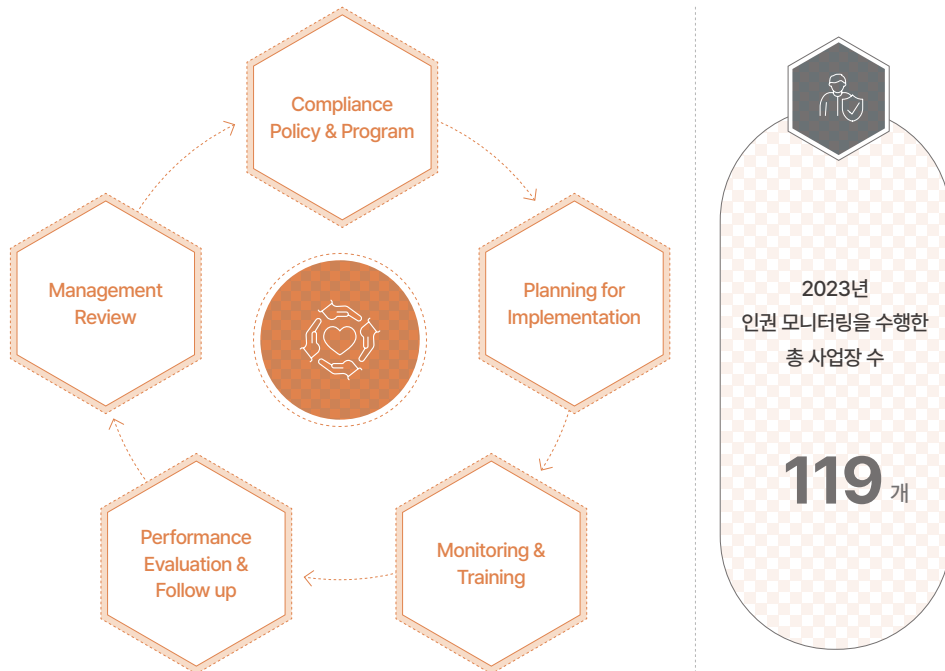 Compliance
Policy & Program
Planning for
Implementation
Monitoring &
Training
Performance
Evaluation &
Follow up
Management
Review
2023년
인권 모니터링을 수행한
총 사업장 수
119 개